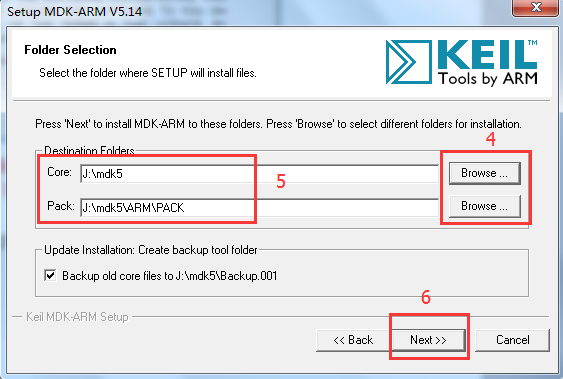 Setup MDK-ARM V5.14
Folder Selection
Select the folder where SETUP will install files.
KEIL™
Tools by ARM
Press 'Next' to install MDK-ARM to these folders. Press 'Browse' to select different folders for installation.
4
Destination Folders
Core: J:\mdk5 Browse ...
5
Pack: J:\mdk5\ARM\PACK Browse ...
Update Installation: Create backup tool folder
Backup old core files to J:\mdk5\Backup.001
6
Keil MDK-ARM Setup
<< Back Next >> Cancel